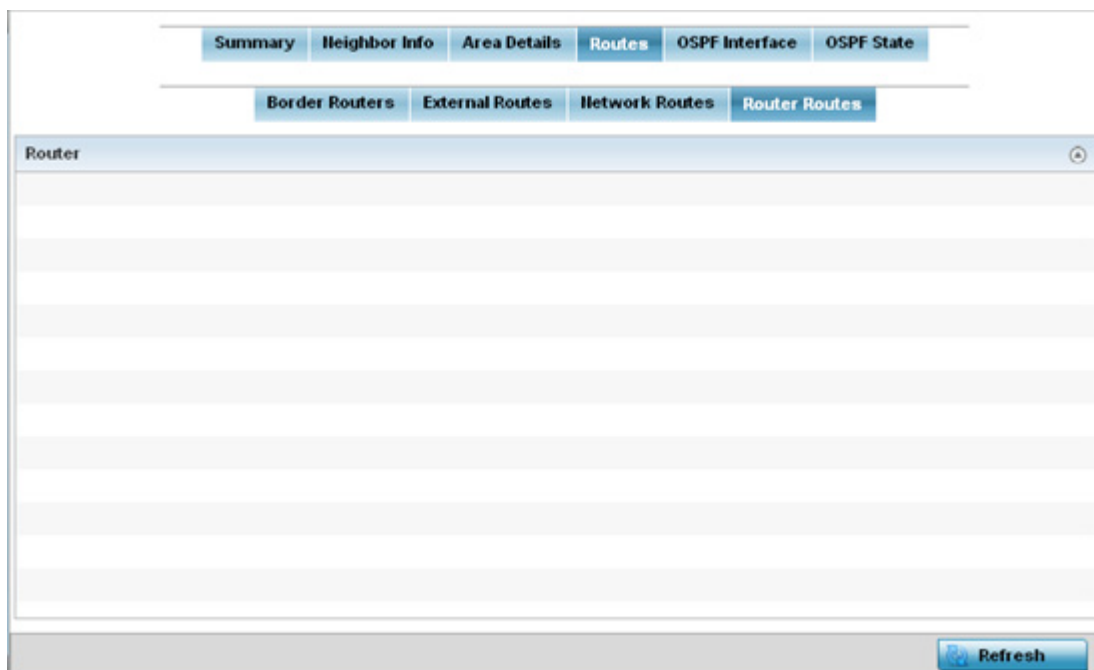 Summary Neighbor Info Area Details Routes OSPF Interface OSPF State
Border Routers External Routes Network Routes Router Routes
Router
Refresh